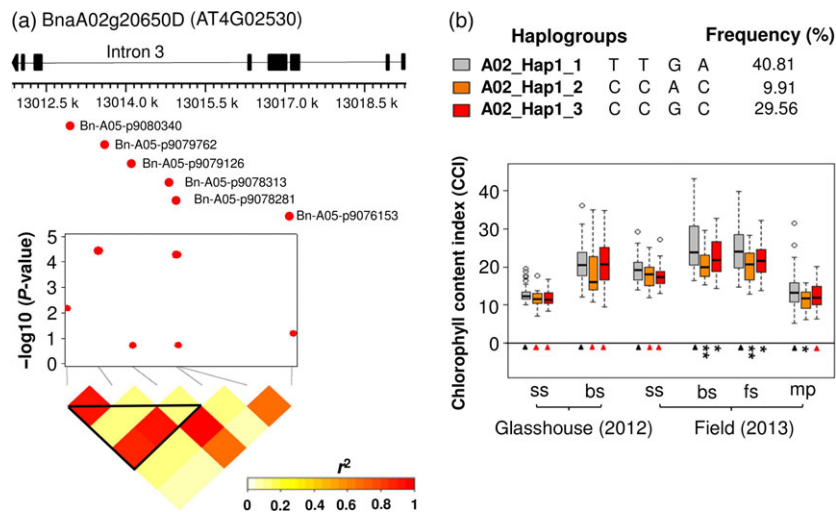 (a) BnaA02g20650D (AT4G02530)
Intron 3
13012.5 k 13014.0 k 13015.5 k 13017.0 k 13018.5 k
Bn-A05-p9080340
Bn-A05-p9079762
Bn-A05-p9079126
Bn-A05-p9078313
Bn-A05-p9078281
Bn-A05-p9076153
−log10 (P-value)
5
4
3
2
1
0
r²
0 0.2 0.4 0.6 0.8 1
(b)
Haplogroups Frequency (%)
A02_Hap1_1 T T G A 40.81
A02_Hap1_2 C C A C 9.91
A02_Hap1_3 C C G C 29.56
Chlorophyll content index (CCI)
40
30
20
10
0
** * ** * *
ss bs ss bs fs mp
Glasshouse (2012) Field (2013)